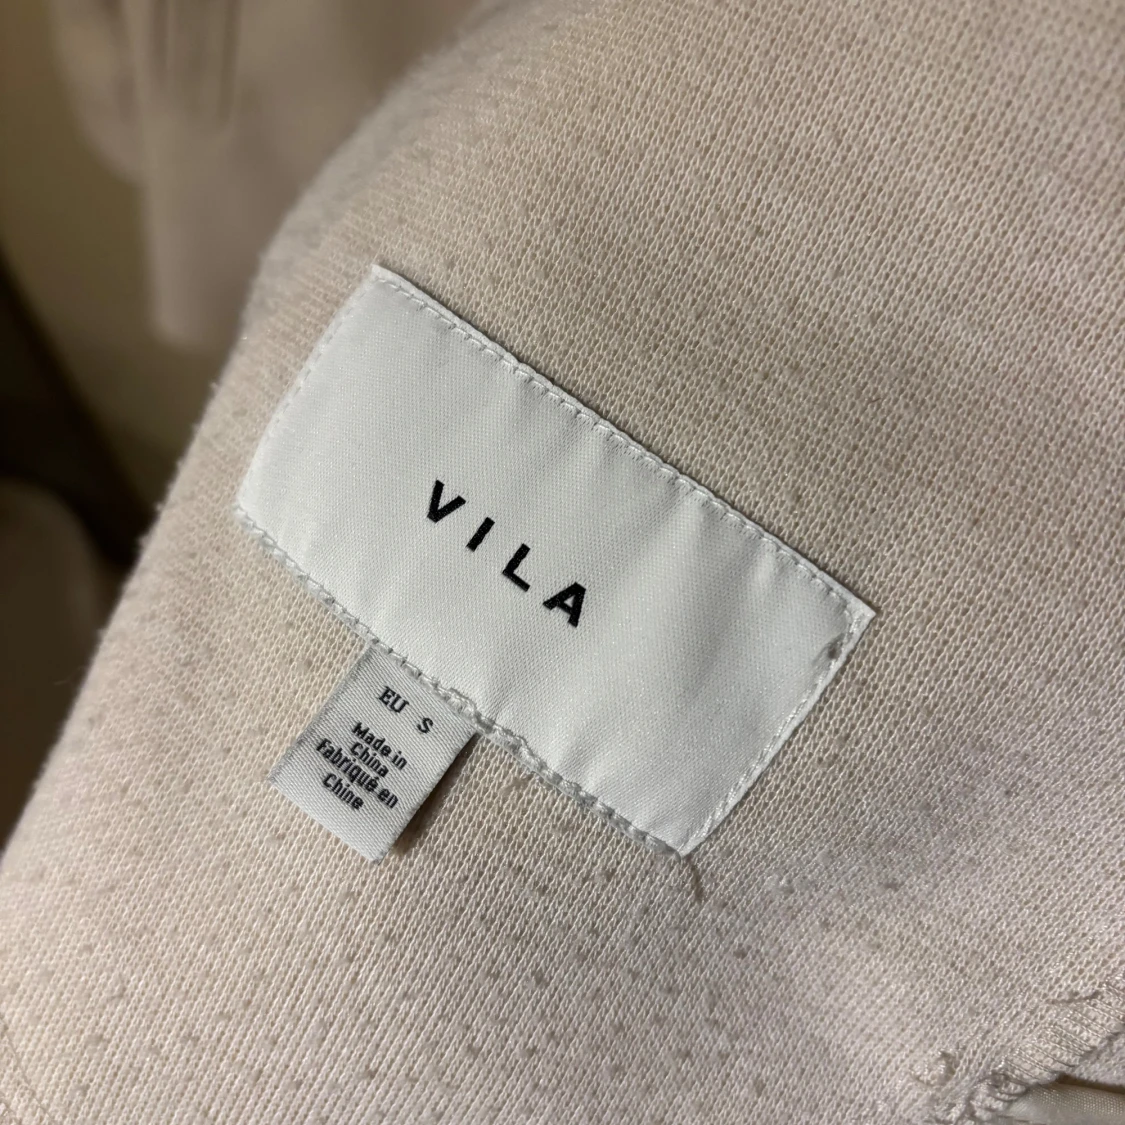 VILA
EU S
Made in
China
Fabriqué en
Chine